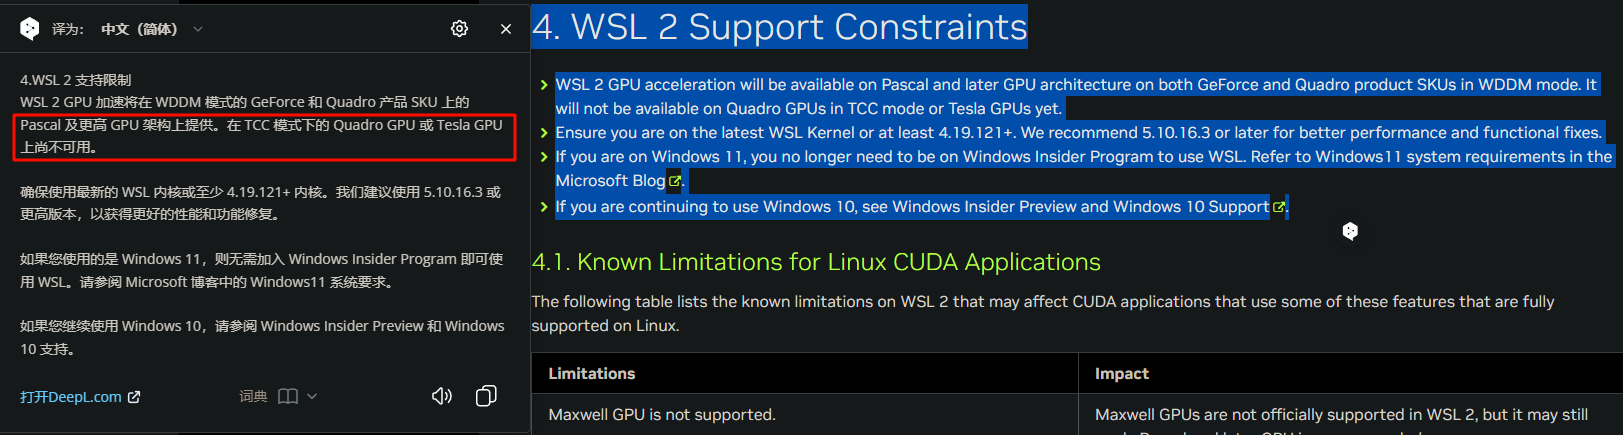 译为： 中文（简体）
4.WSL 2 支持限制
WSL 2 GPU 加速将在 WDDM 模式的 GeForce 和 Quadro 产品 SKU 上的
Pascal 及更高 GPU 架构上提供。在 TCC 模式下的 Quadro GPU 或 Tesla GPU
上尚不可用。
确保使用最新的 WSL 内核或至少 4.19.121+ 内核。我们建议使用 5.10.16.3 或
更高版本，以获得更好的性能和功能修复。
如果您使用的是 Windows 11，则无需加入 Windows Insider Program 即可使
用 WSL。请参阅 Microsoft 博客中的 Windows11 系统要求。
如果您继续使用 Windows 10，请参阅 Windows Insider Preview 和 Windows
10 支持。
打开DeepL.com
词典
4. WSL 2 Support Constraints
WSL 2 GPU acceleration will be available on Pascal and later GPU architecture on both GeForce and Quadro product SKUs in WDDM mode. It
will not be available on Quadro GPUs in TCC mode or Tesla GPUs yet.
Ensure you are on the latest WSL Kernel or at least 4.19.121+. We recommend 5.10.16.3 or later for better performance and functional fixes.
If you are on Windows 11, you no longer need to be on Windows Insider Program to use WSL. Refer to Windows11 system requirements in the
Microsoft Blog.
If you are continuing to use Windows 10, see Windows Insider Preview and Windows 10 Support.
4.1. Known Limitations for Linux CUDA Applications
The following table lists the known limitations on WSL 2 that may affect CUDA applications that use some of these features that are fully
supported on Linux.
Limitations
Impact
Maxwell GPU is not supported.
Maxwell GPUs are not officially supported in WSL 2, but it may still